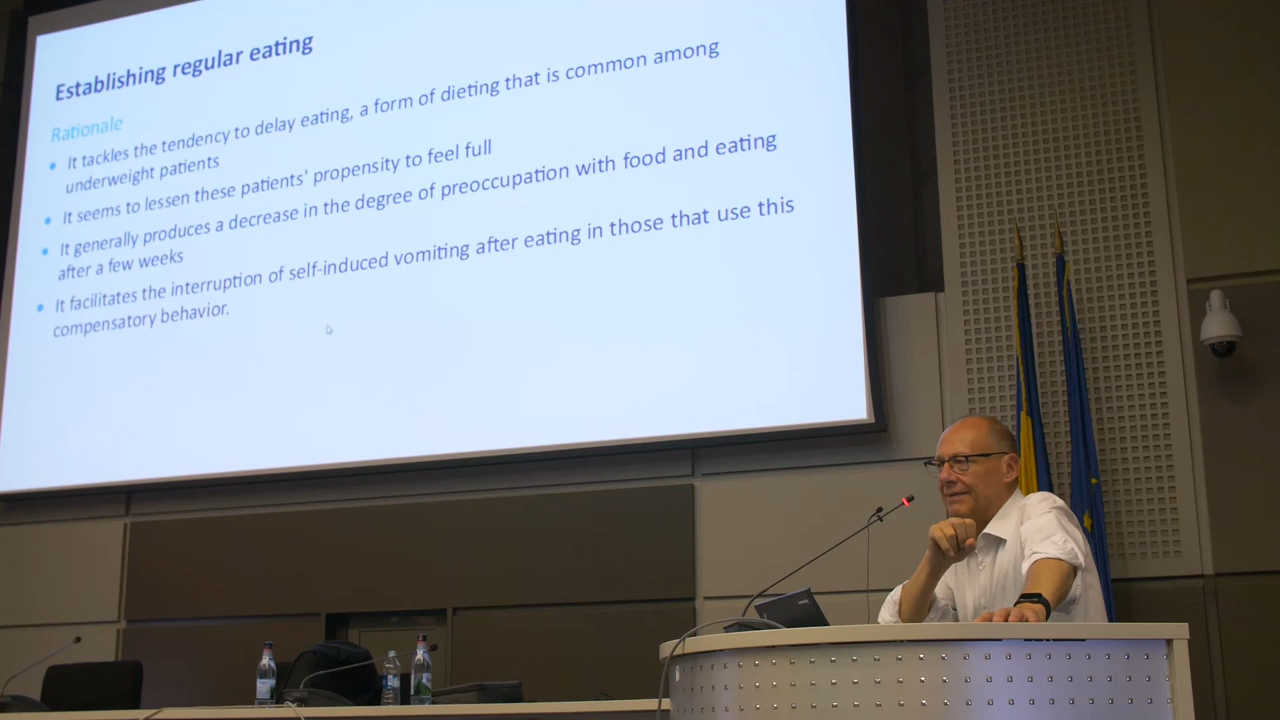 Establishing regular eating
Rationale
• It tackles the tendency to delay eating, a form of dieting that is common among
underweight patients
• It seems to lessen these patients' propensity to feel full
• It generally produces a decrease in the degree of preoccupation with food and eating
after a few weeks
• It facilitates the interruption of self-induced vomiting after eating in those that use this
compensatory behavior.